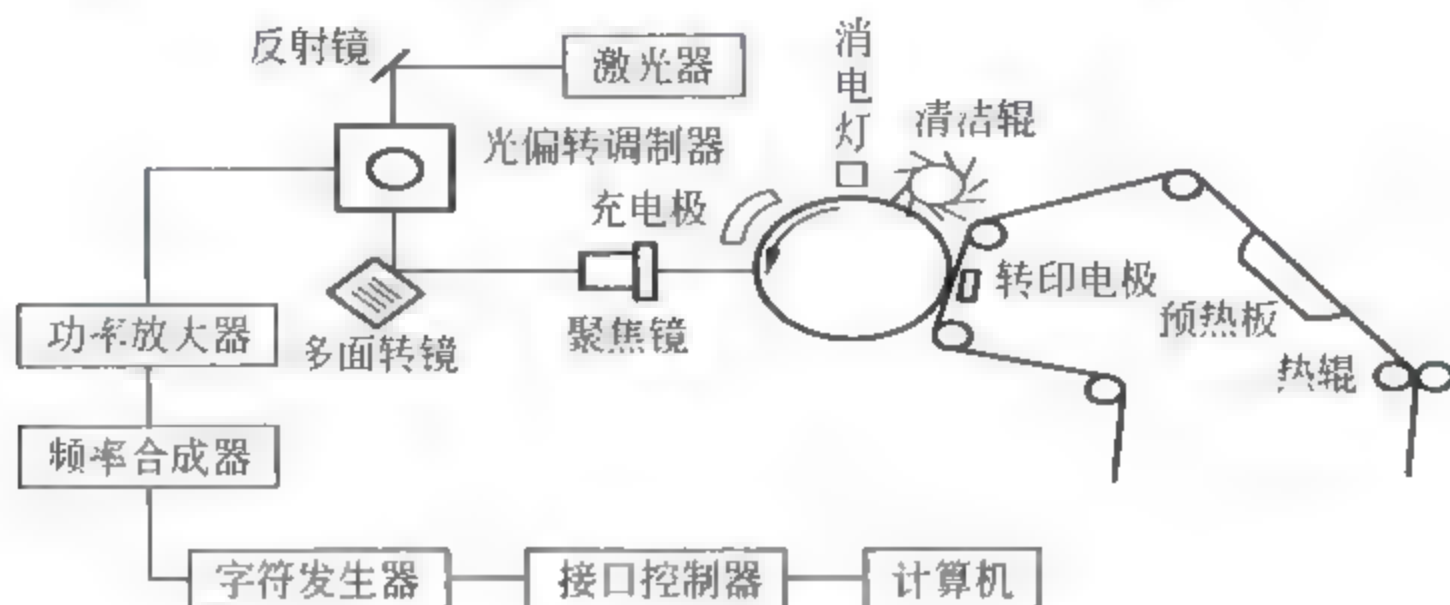 反射镜
激光器
消电灯
清洁辊
光偏转调制器
充电极
转印电极
预热板
功率放大器
多面转镜
聚焦镜
热辊
频率合成器
字符发生器
接口控制器
计算机